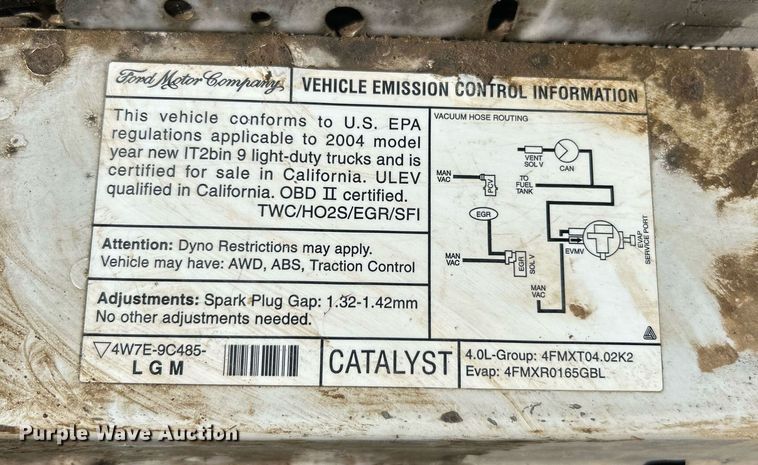 Ford Motor Company
VEHICLE EMISSION CONTROL INFORMATION
This vehicle conforms to U.S. EPA
regulations applicable to 2004 model
year new IT2bin 9 light-duty trucks and is
certified for sale in California. ULEV
qualified in California. OBD II certified.
TWC/HO2S/EGR/SFI
Attention: Dyno Restrictions may apply.
Vehicle may have: AWD, ABS, Traction Control
Adjustments: Spark Plug Gap: 1.32-1.42mm
No other adjustments needed.
VACUUM HOSE ROUTING
VENT
SOL V
CAN
MAN
VAC
PCV
TO
FUEL
TANK
EGR
EVMV
EVAP
SERVICE PORT
MAN
VAC
EGR
SOL V
MAN
VAC
▽4W7E-9C485-
LGM
CATALYST
4.0L-Group: 4FMXT04.02K2
Evap: 4FMXR0165GBL
Purple Wave Auction